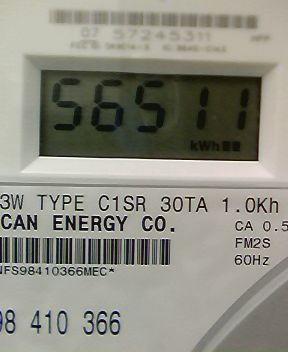 07 57245311
56511
kWh
3W TYPE C1SR 30TA 1.0Kh
CAN ENERGY CO.
CA 0.5
FM2S
NFS98410366MEC*
60Hz
98 410 366